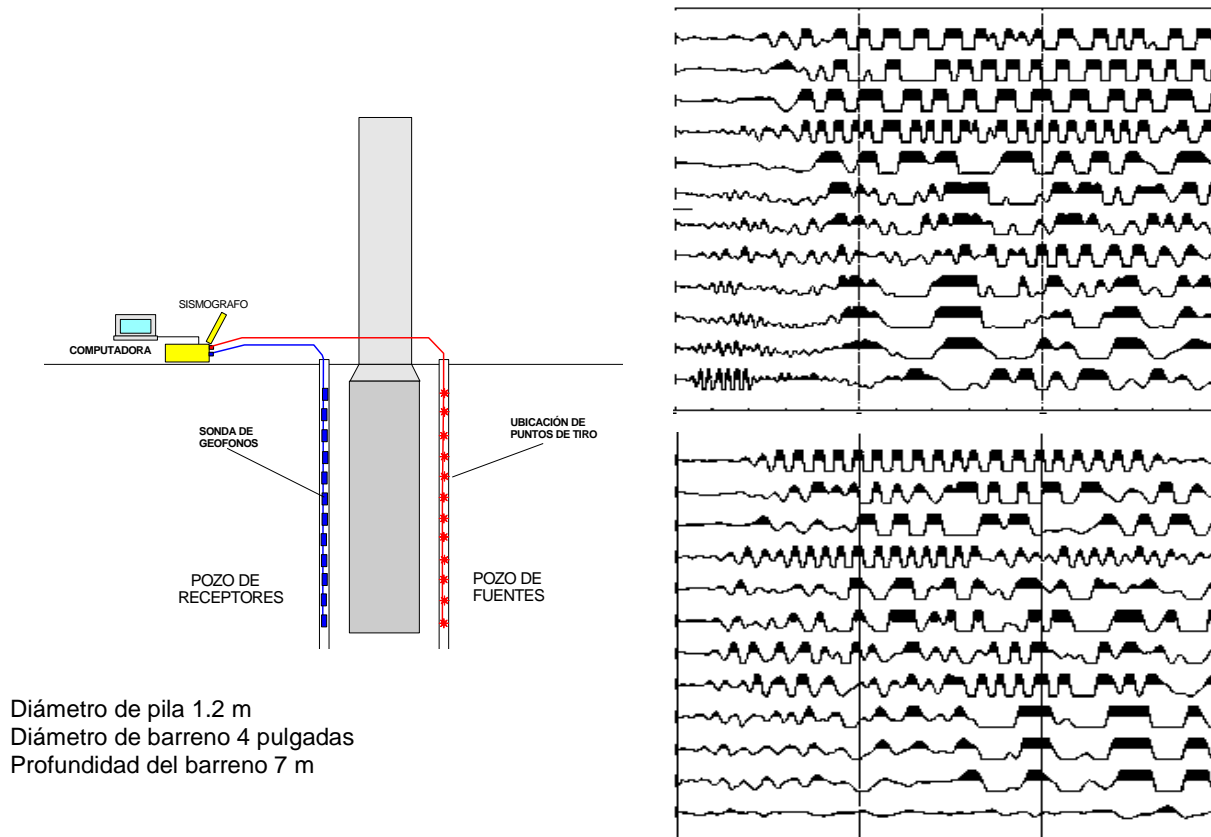 SISMOGRAFO
COMPUTADORA
SONDA DE
GEOFONOS
UBICACIÓN DE
PUNTOS DE TIRO
POZO DE
RECEPTORES
POZO DE
FUENTES
Diámetro de pila 1.2 m
Diámetro de barreno 4 pulgadas
Profundidad del barreno 7 m